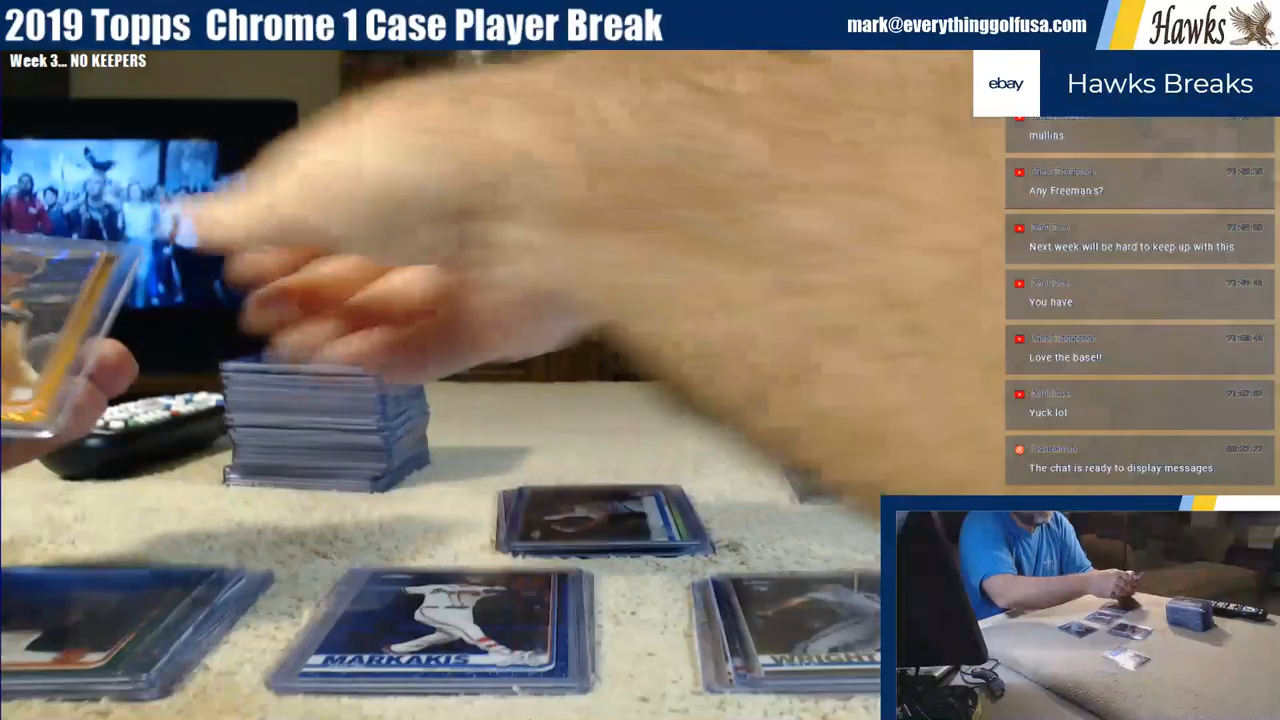 2019 Topps Chrome 1 Case Player Break
mark@everythinggolfusa.com
Hawks
Week 3... NO KEEPERS
ebay
Hawks Breaks
mullins
Any Freeman's?
Next week will be hard to keep up with this
You have
Love the base!!
Yuck lol
The chat is ready to display messages.
MARKAKIS
WRIGHT